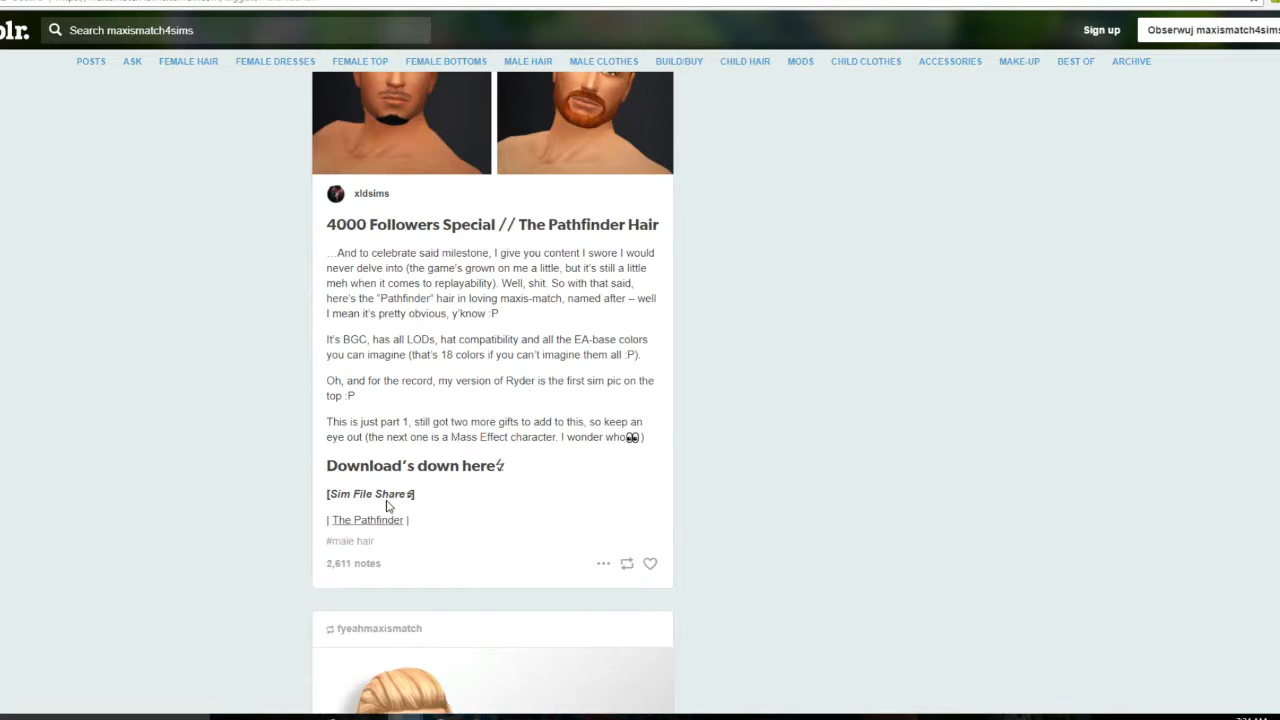 lr.
Search maxismatch4sims
Sign up
Obserwuj maxismatch4sims
POSTS ASK FEMALE HAIR FEMALE DRESSES FEMALE TOP FEMALE BOTTOMS MALE HAIR MALE CLOTHES BUILD/BUY CHILD HAIR MODS CHILD CLOTHES ACCESSORIES MAKE-UP BEST OF ARCHIVE
xldsims
4000 Followers Special // The Pathfinder Hair
…And to celebrate said milestone, I give you content I swore I would
never delve into (the game's grown on me a little, but it's still a little
meh when it comes to replayability). Well, shit. So with that said,
here's the "Pathfinder" hair in loving maxis-match, named after – well
I mean it's pretty obvious, y'know :P
It's BGC, has all LODs, hat compatibility and all the EA-base colors
you can imagine (that's 18 colors if you can't imagine them all :P).
Oh, and for the record, my version of Ryder is the first sim pic on the
top :P
This is just part 1, still got two more gifts to add to this, so keep an
eye out (the next one is a Mass Effect character. I wonder who👀)
Download's down here
[Sim File Share]
| The Pathfinder |
#male hair
2,611 notes
fyeahmaxismatch